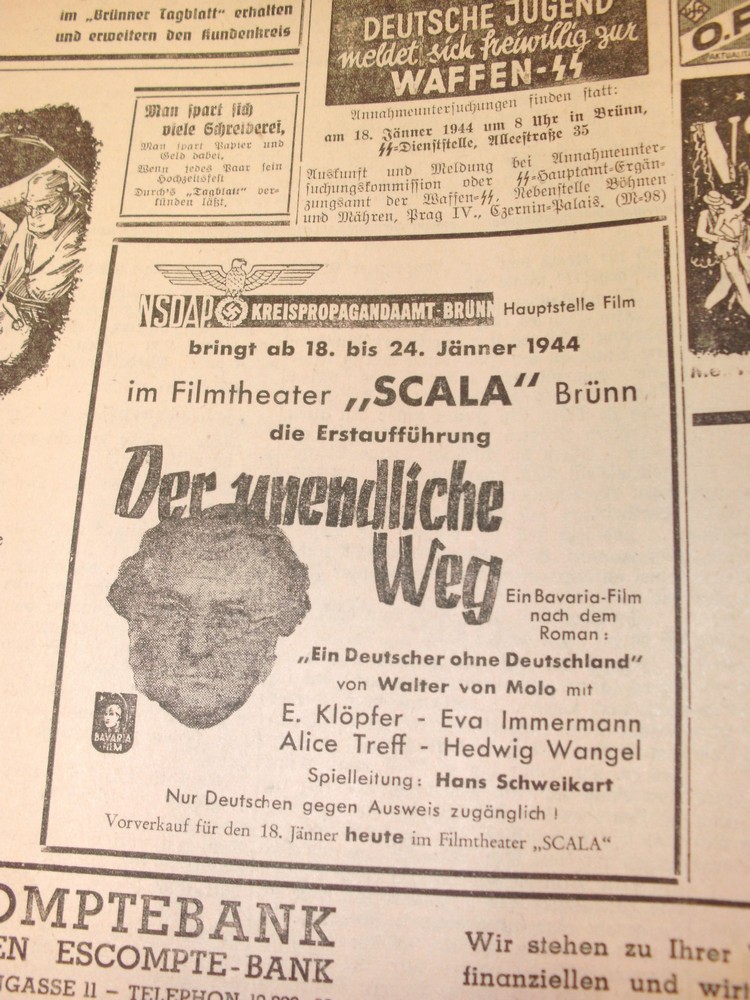 im „Brünner Tagblatt“ erhalten
und erweitern den Kundenkreis
Man spart sich
viele Schreiberei,
Man spart Papier und
Geld dabei,
Wenn jedes Paar sein
Hochzeitsfest
Durch's „Tagblatt“ ver-
künden läßt.
DEUTSCHE JUGEND
meldet sich freiwillig zur
WAFFEN-SS
Annahmeuntersuchungen finden statt:
am 18. Jänner 1944 um 8 Uhr in Brünn,
SS-Dienststelle, Alleestraße 35
Auskunft und Meldung bei Annahmeunter-
suchungskommission oder SS-Hauptamt-Ergän-
zungsamt der Waffen-SS, Nebenstelle Böhmen
und Mähren, Prag IV., Czernin-Palais. (M-98)
NSDAP KREISPROPAGANDAAMT-BRÜNN Hauptstelle Film
bringt ab 18. bis 24. Jänner 1944
im Filmtheater „SCALA“ Brünn
die Erstaufführung
Der unendliche
Weg
Ein Bavaria-Film
nach dem
Roman:
„Ein Deutscher ohne Deutschland“
von Walter von Molo mit
E. Klöpfer - Eva Immermann
Alice Treff - Hedwig Wangel
Spielleitung: Hans Schweikart
BAVARIA
FILM
Nur Deutschen gegen Ausweis zugänglich!
Vorverkauf für den 18. Jänner heute im Filmtheater „SCALA“
OMPTEBANK
EN ESCOMPTE-BANK
NGASSE 11 – TELEPHON
Wir stehen zu Ihrer
finanziellen und